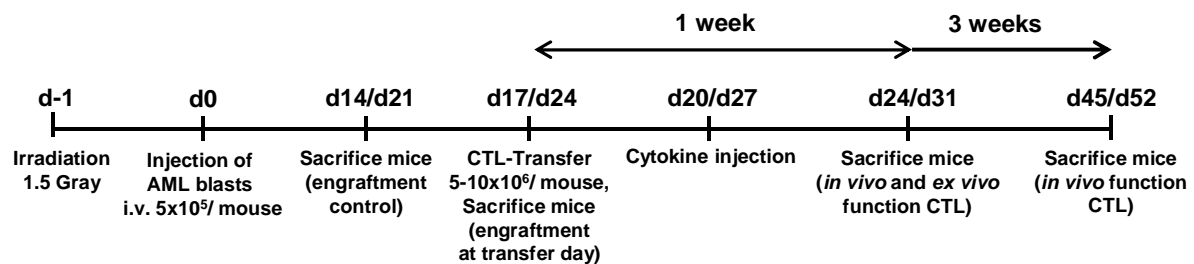 1 week
3 weeks
d-1
d0
d14/d21
d17/d24
d20/d27
d24/d31
d45/d52
Irradiation
1.5 Gray
Injection of
AML blasts
i.v. 5x10⁵/ mouse
Sacrifice mice
(engraftment
control)
CTL-Transfer
5-10x10⁶/ mouse,
Sacrifice mice
(engraftment
at transfer day)
Cytokine injection
Sacrifice mice
(in vivo and ex vivo
function CTL)
Sacrifice mice
(in vivo function
CTL)